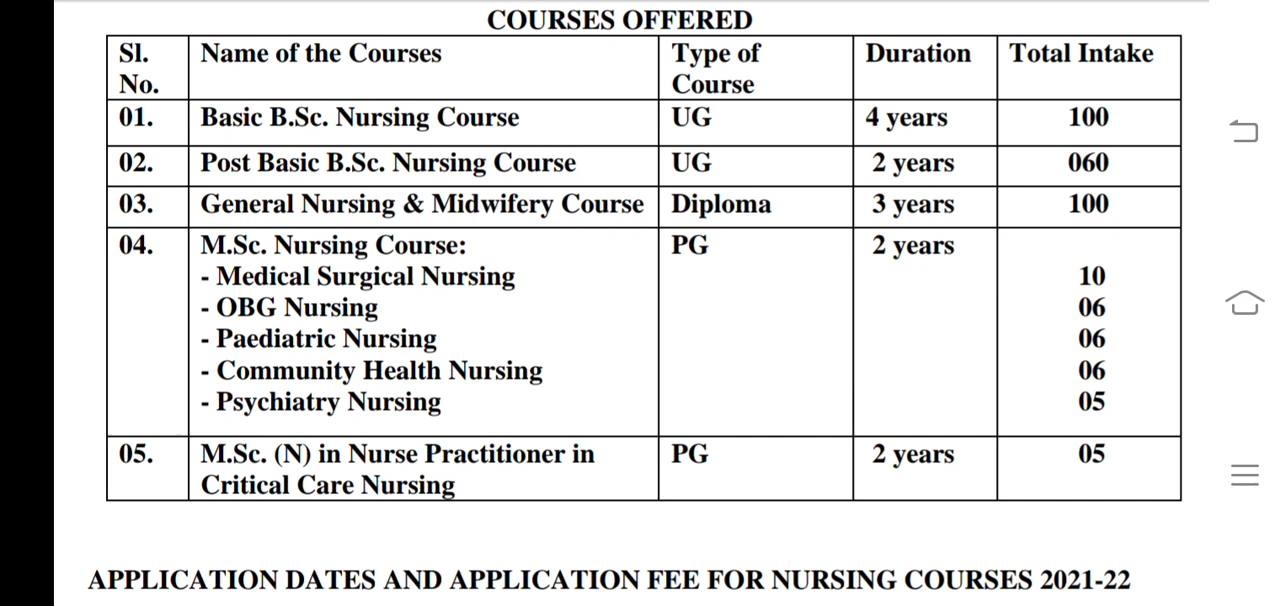 COURSES OFFERED
Sl. No. Name of the Courses Type of Course Duration Total Intake
01. Basic B.Sc. Nursing Course UG 4 years 100
02. Post Basic B.Sc. Nursing Course UG 2 years 060
03. General Nursing & Midwifery Course Diploma 3 years 100
04. M.Sc. Nursing Course: PG 2 years
- Medical Surgical Nursing 10
- OBG Nursing 06
- Paediatric Nursing 06
- Community Health Nursing 06
- Psychiatry Nursing 05
05. M.Sc. (N) in Nurse Practitioner in PG 2 years 05
Critical Care Nursing
APPLICATION DATES AND APPLICATION FEE FOR NURSING COURSES 2021-22